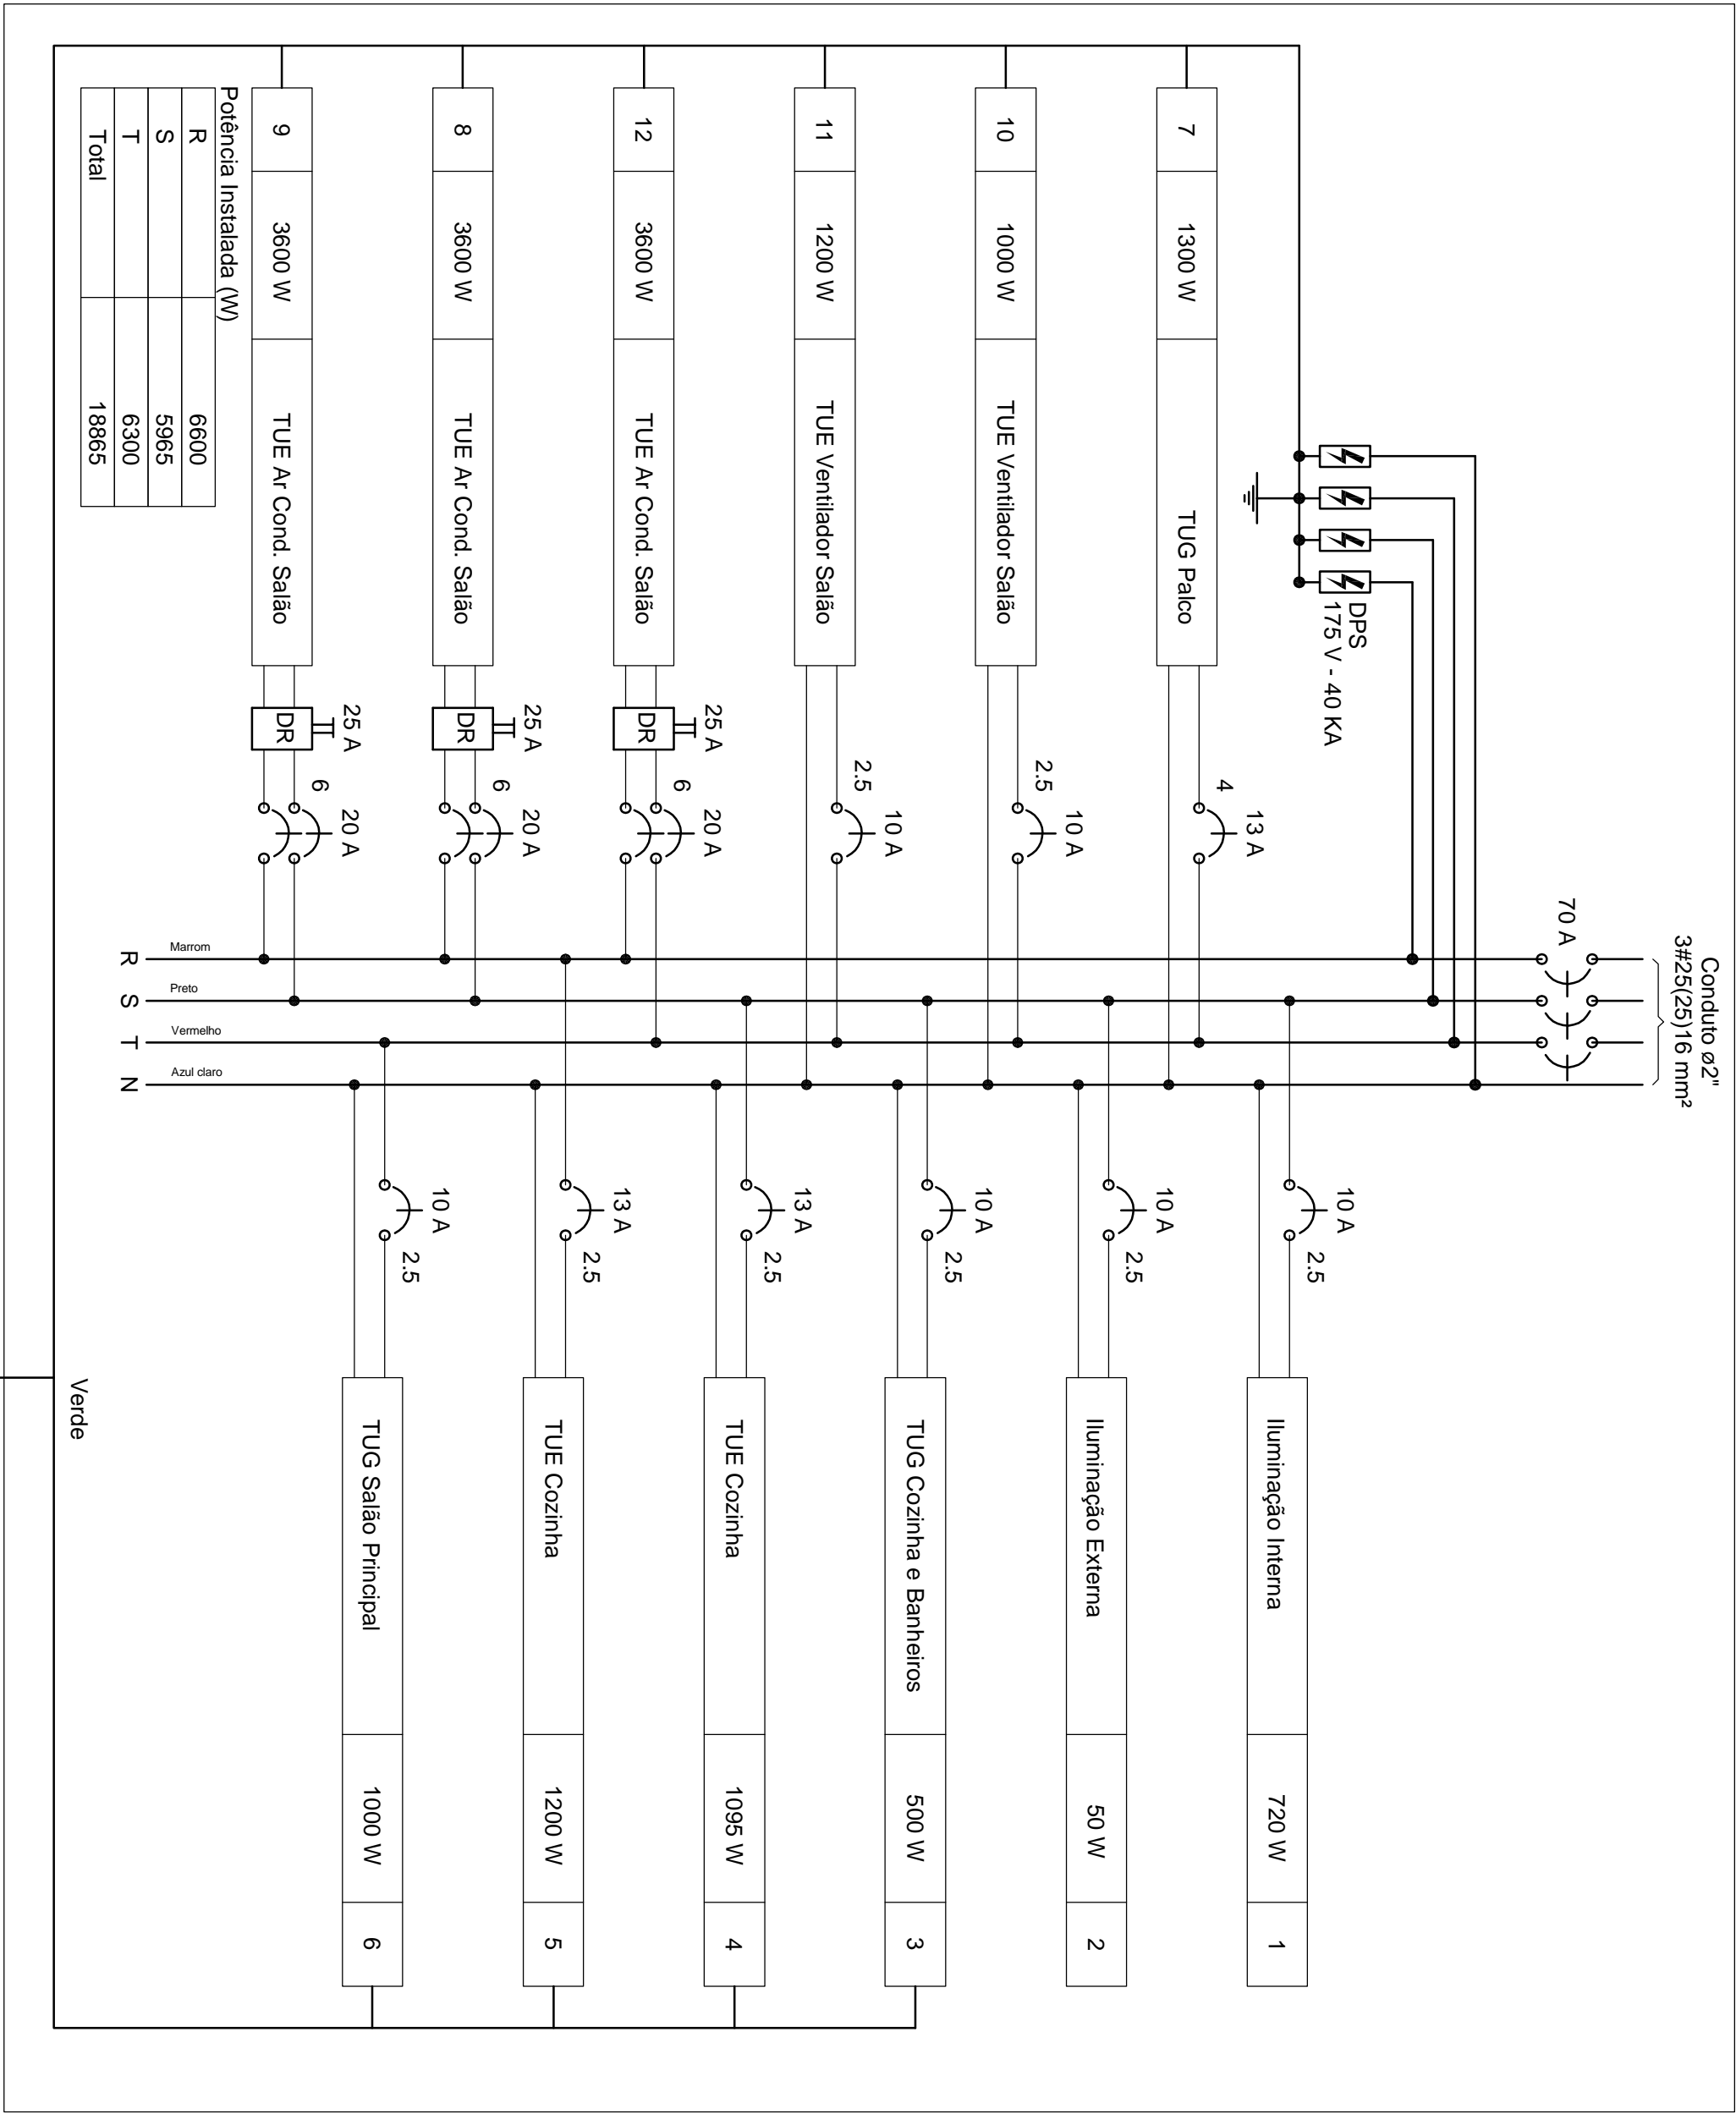 Conduto ø2"
3#25(25)16 mm²
70 A
DPS
175 V - 40 KA
7
1300 W
TUG Palco
4
13 A
10 A
2.5
Iluminação Interna
720 W
1
10
1000 W
TUE Ventilador Salão
2.5
10 A
10 A
2.5
Iluminação Externa
50 W
2
11
1200 W
TUE Ventilador Salão
2.5
10 A
10 A
2.5
TUG Cozinha e Banheiros
500 W
3
12
3600 W
TUE Ar Cond. Salão
25 A
DR
6
20 A
13 A
2.5
TUE Cozinha
1095 W
4
8
3600 W
TUE Ar Cond. Salão
25 A
DR
6
20 A
13 A
2.5
TUE Cozinha
1200 W
5
9
3600 W
TUE Ar Cond. Salão
25 A
DR
6
20 A
10 A
2.5
TUG Salão Principal
1000 W
6
Marrom
Preto
Vermelho
Azul claro
R
S
T
N
Potência Instalada (W)
R 6600
S 5965
T 6300
Total 18865
Verde